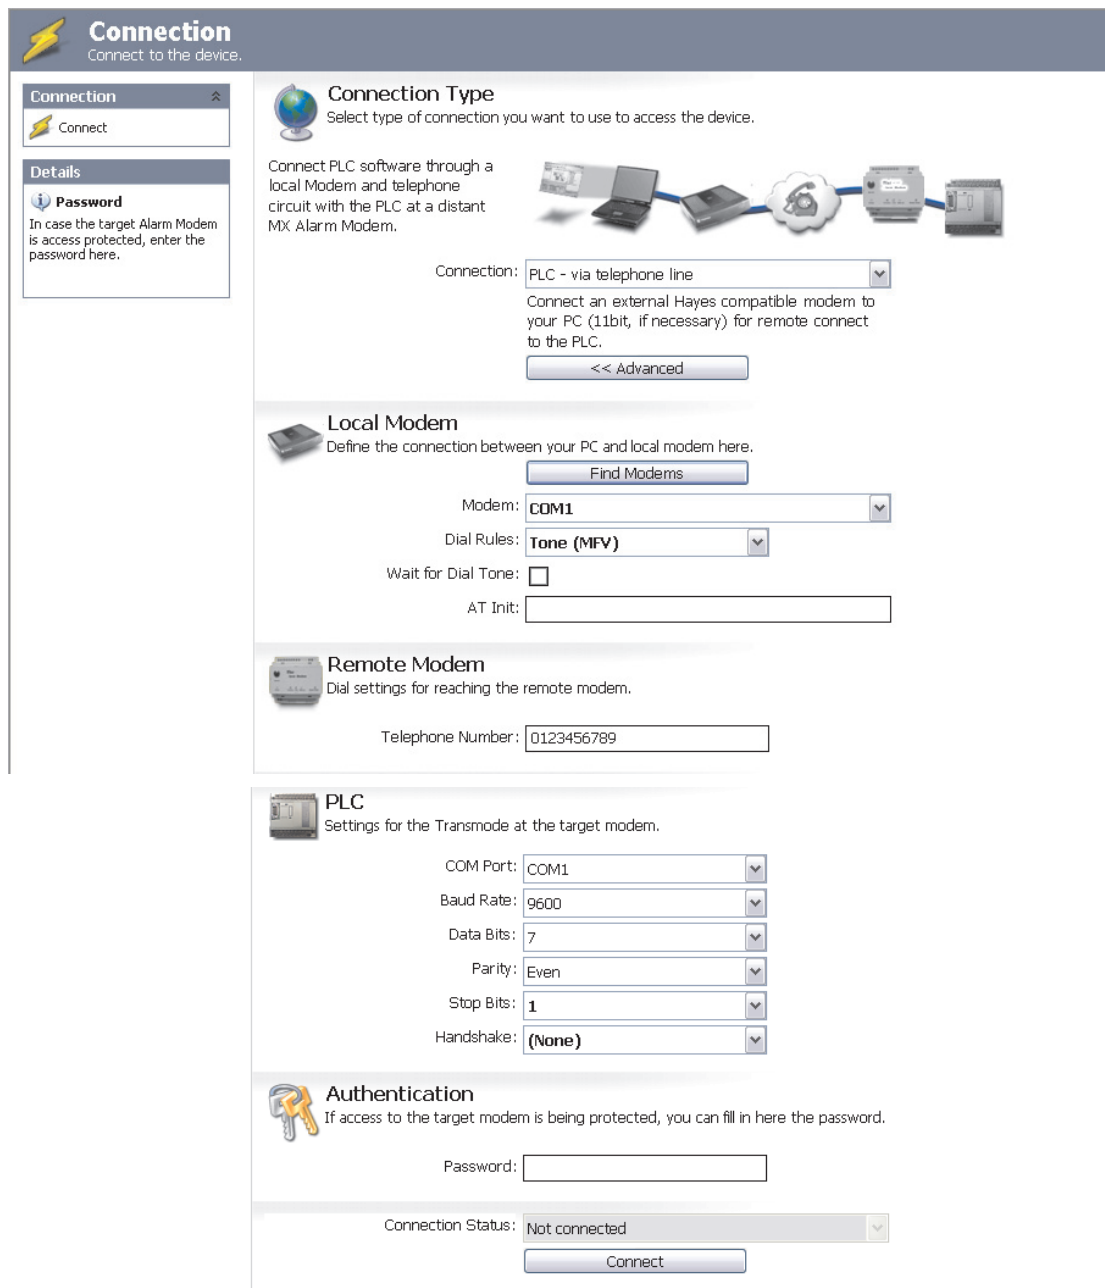 Connection
Connect to the device.
Connection
Connect
Details
Password
In case the target Alarm Modem
is access protected, enter the
password here.
Connection Type
Select type of connection you want to use to access the device.
Connect PLC software through a
local Modem and telephone
circuit with the PLC at a distant
MX Alarm Modem.
Connection: PLC - via telephone line
Connect an external Hayes compatible modem to
your PC (11bit, if necessary) for remote connect
to the PLC.
<< Advanced
Local Modem
Define the connection between your PC and local modem here.
Find Modems
Modem: COM1
Dial Rules: Tone (MFV)
Wait for Dial Tone:
AT Init:
Remote Modem
Dial settings for reaching the remote modem.
Telephone Number: 0123456789
PLC
Settings for the Transmode at the target modem.
COM Port: COM1
Baud Rate: 9600
Data Bits: 7
Parity: Even
Stop Bits: 1
Handshake: (None)
Authentication
If access to the target modem is being protected, you can fill in here the password.
Password:
Connection Status: Not connected
Connect